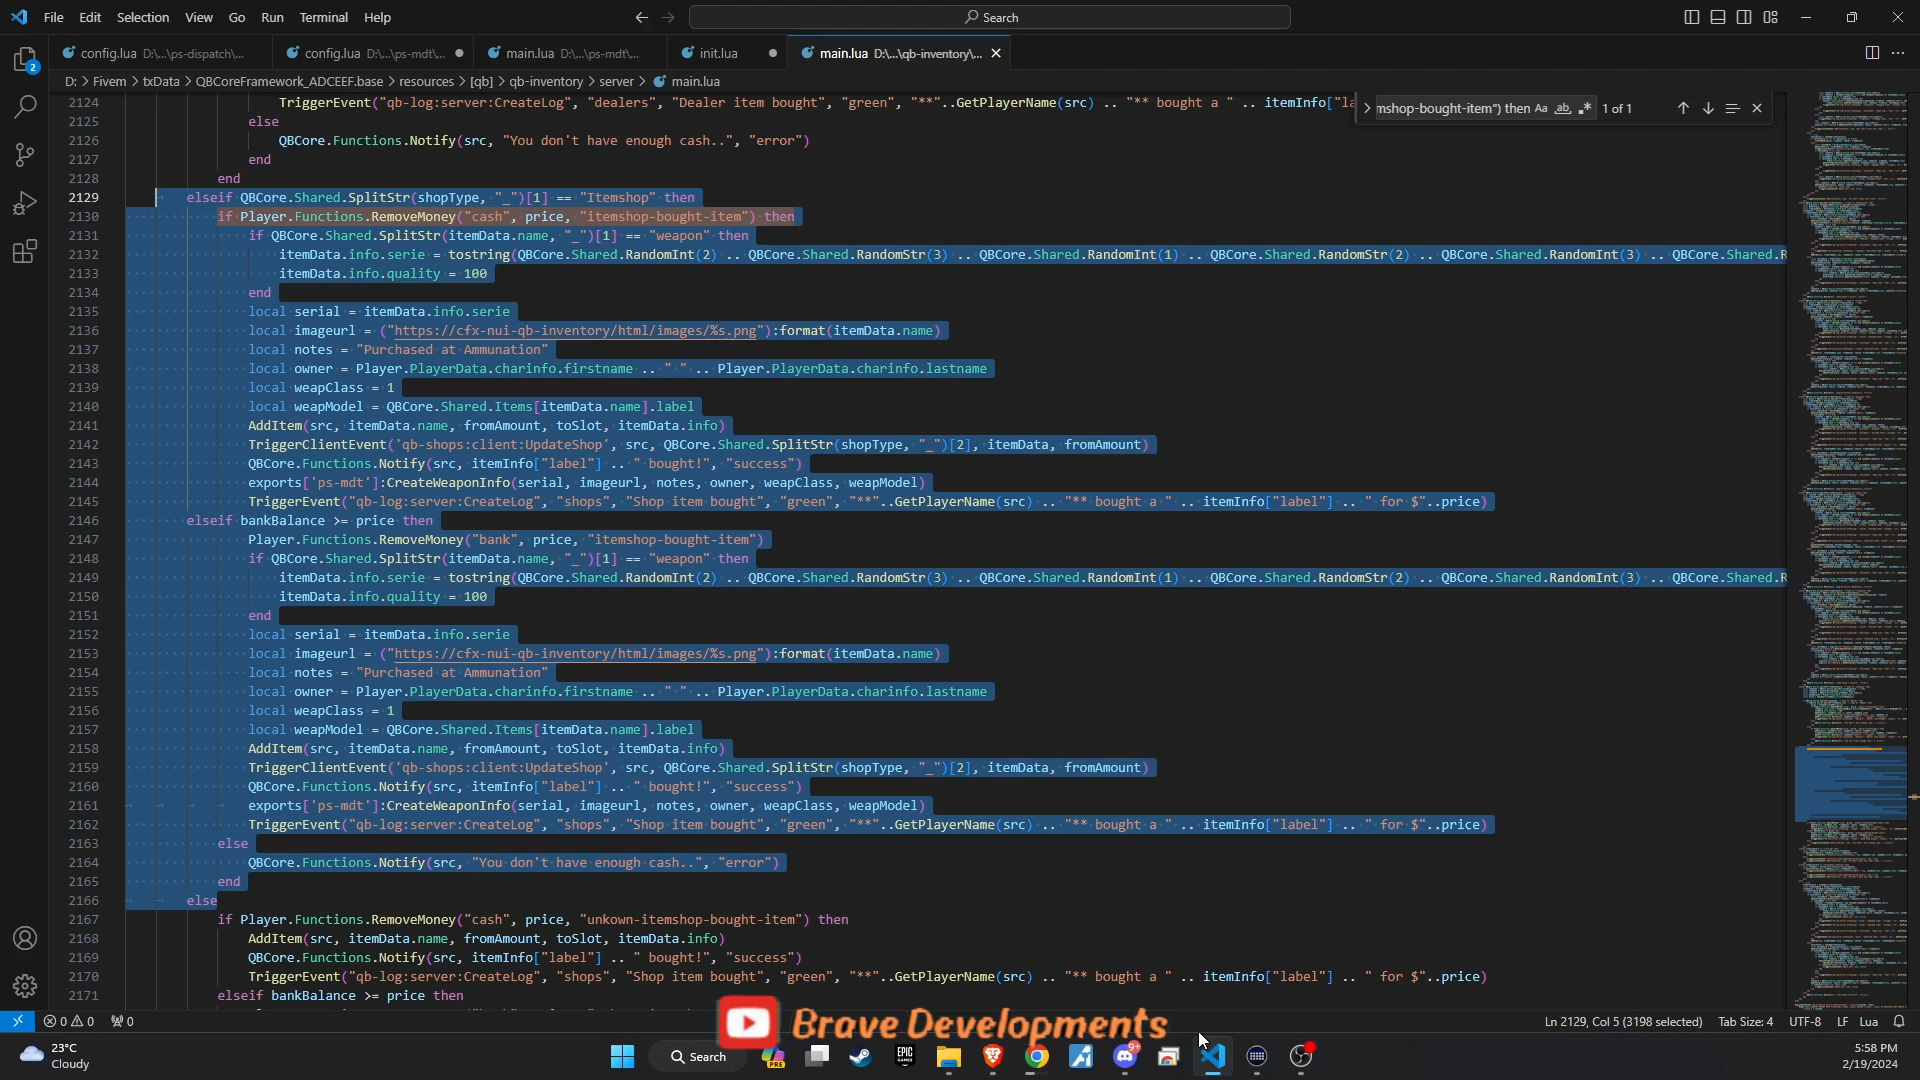 File Edit Selection View Go Run Terminal Help
Search
config.lua D:\...\ps-dispatch\...
config.lua D:\...\ps-mdt\...
main.lua D:\...\ps-mdt\...
init.lua
main.lua D:\...\qb-inventory\...
D: > Fivem > txData > QBCoreFramework_ADCEEF.base > resources > [qb] > qb-inventory > server > main.lua
mshop-bought-item") then Aa ab 1 of 1
2
2124 TriggerEvent("qb-log:server:CreateLog", "dealers", "Dealer item bought", "green", "**"..GetPlayerName(src) .. "** bought a " .. itemInfo["la
2125 else
2126 QBCore.Functions.Notify(src, "You don't have enough cash..", "error")
2127 end
2128 end
2129 elseif QBCore.Shared.SplitStr(shopType, "_")[1] == "Itemshop" then
2130 if Player.Functions.RemoveMoney("cash", price, "itemshop-bought-item") then
2131 if QBCore.Shared.SplitStr(itemData.name, "_")[1] == "weapon" then
2132 itemData.info.serie = tostring(QBCore.Shared.RandomInt(2) .. QBCore.Shared.RandomStr(3) .. QBCore.Shared.RandomInt(1) .. QBCore.Shared.RandomStr(2) .. QBCore.Shared.RandomInt(3) .. QBCore.Shared.R
2133 itemData.info.quality = 100
2134 end
2135 local serial = itemData.info.serie
2136 local imageurl = ("https://cfx-nui-qb-inventory/html/images/%s.png"):format(itemData.name)
2137 local notes = "Purchased at Ammunation"
2138 local owner = Player.PlayerData.charinfo.firstname .. " " .. Player.PlayerData.charinfo.lastname
2139 local weapClass = 1
2140 local weapModel = QBCore.Shared.Items[itemData.name].label
2141 AddItem(src, itemData.name, fromAmount, toSlot, itemData.info)
2142 TriggerClientEvent('qb-shops:client:UpdateShop', src, QBCore.Shared.SplitStr(shopType, "_")[2], itemData, fromAmount)
2143 QBCore.Functions.Notify(src, itemInfo["label"] .. " bought!", "success")
2144 exports['ps-mdt']:CreateWeaponInfo(serial, imageurl, notes, owner, weapClass, weapModel)
2145 TriggerEvent("qb-log:server:CreateLog", "shops", "Shop item bought", "green", "**"..GetPlayerName(src) .. "** bought a " .. itemInfo["label"] .. " for $"..price)
2146 elseif bankBalance >= price then
2147 Player.Functions.RemoveMoney("bank", price, "itemshop-bought-item")
2148 if QBCore.Shared.SplitStr(itemData.name, "_")[1] == "weapon" then
2149 itemData.info.serie = tostring(QBCore.Shared.RandomInt(2) .. QBCore.Shared.RandomStr(3) .. QBCore.Shared.RandomInt(1) .. QBCore.Shared.RandomStr(2) .. QBCore.Shared.RandomInt(3) .. QBCore.Shared.R
2150 itemData.info.quality = 100
2151 end
2152 local serial = itemData.info.serie
2153 local imageurl = ("https://cfx-nui-qb-inventory/html/images/%s.png"):format(itemData.name)
2154 local notes = "Purchased at Ammunation"
2155 local owner = Player.PlayerData.charinfo.firstname .. " " .. Player.PlayerData.charinfo.lastname
2156 local weapClass = 1
2157 local weapModel = QBCore.Shared.Items[itemData.name].label
2158 AddItem(src, itemData.name, fromAmount, toSlot, itemData.info)
2159 TriggerClientEvent('qb-shops:client:UpdateShop', src, QBCore.Shared.SplitStr(shopType, "_")[2], itemData, fromAmount)
2160 QBCore.Functions.Notify(src, itemInfo["label"] .. " bought!", "success")
2161 exports['ps-mdt']:CreateWeaponInfo(serial, imageurl, notes, owner, weapClass, weapModel)
2162 TriggerEvent("qb-log:server:CreateLog", "shops", "Shop item bought", "green", "**"..GetPlayerName(src) .. "** bought a " .. itemInfo["label"] .. " for $"..price)
2163 else
2164 QBCore.Functions.Notify(src, "You don't have enough cash..", "error")
2165 end
2166 else
2167 if Player.Functions.RemoveMoney("cash", price, "unkown-itemshop-bought-item") then
2168 AddItem(src, itemData.name, fromAmount, toSlot, itemData.info)
2169 QBCore.Functions.Notify(src, itemInfo["label"] .. " bought!", "success")
2170 TriggerEvent("qb-log:server:CreateLog", "shops", "Shop item bought", "green", "**"..GetPlayerName(src) .. "** bought a " .. itemInfo["label"] .. " for $"..price)
2171 elseif bankBalance >= price then
0 0 0
Brave Developments
Ln 2129, Col 5 (3198 selected) Tab Size: 4 UTF-8 LF Lua
23°C
Cloudy
Search
PRE
EPIC GAMES
9+
5:58 PM
2/19/2024